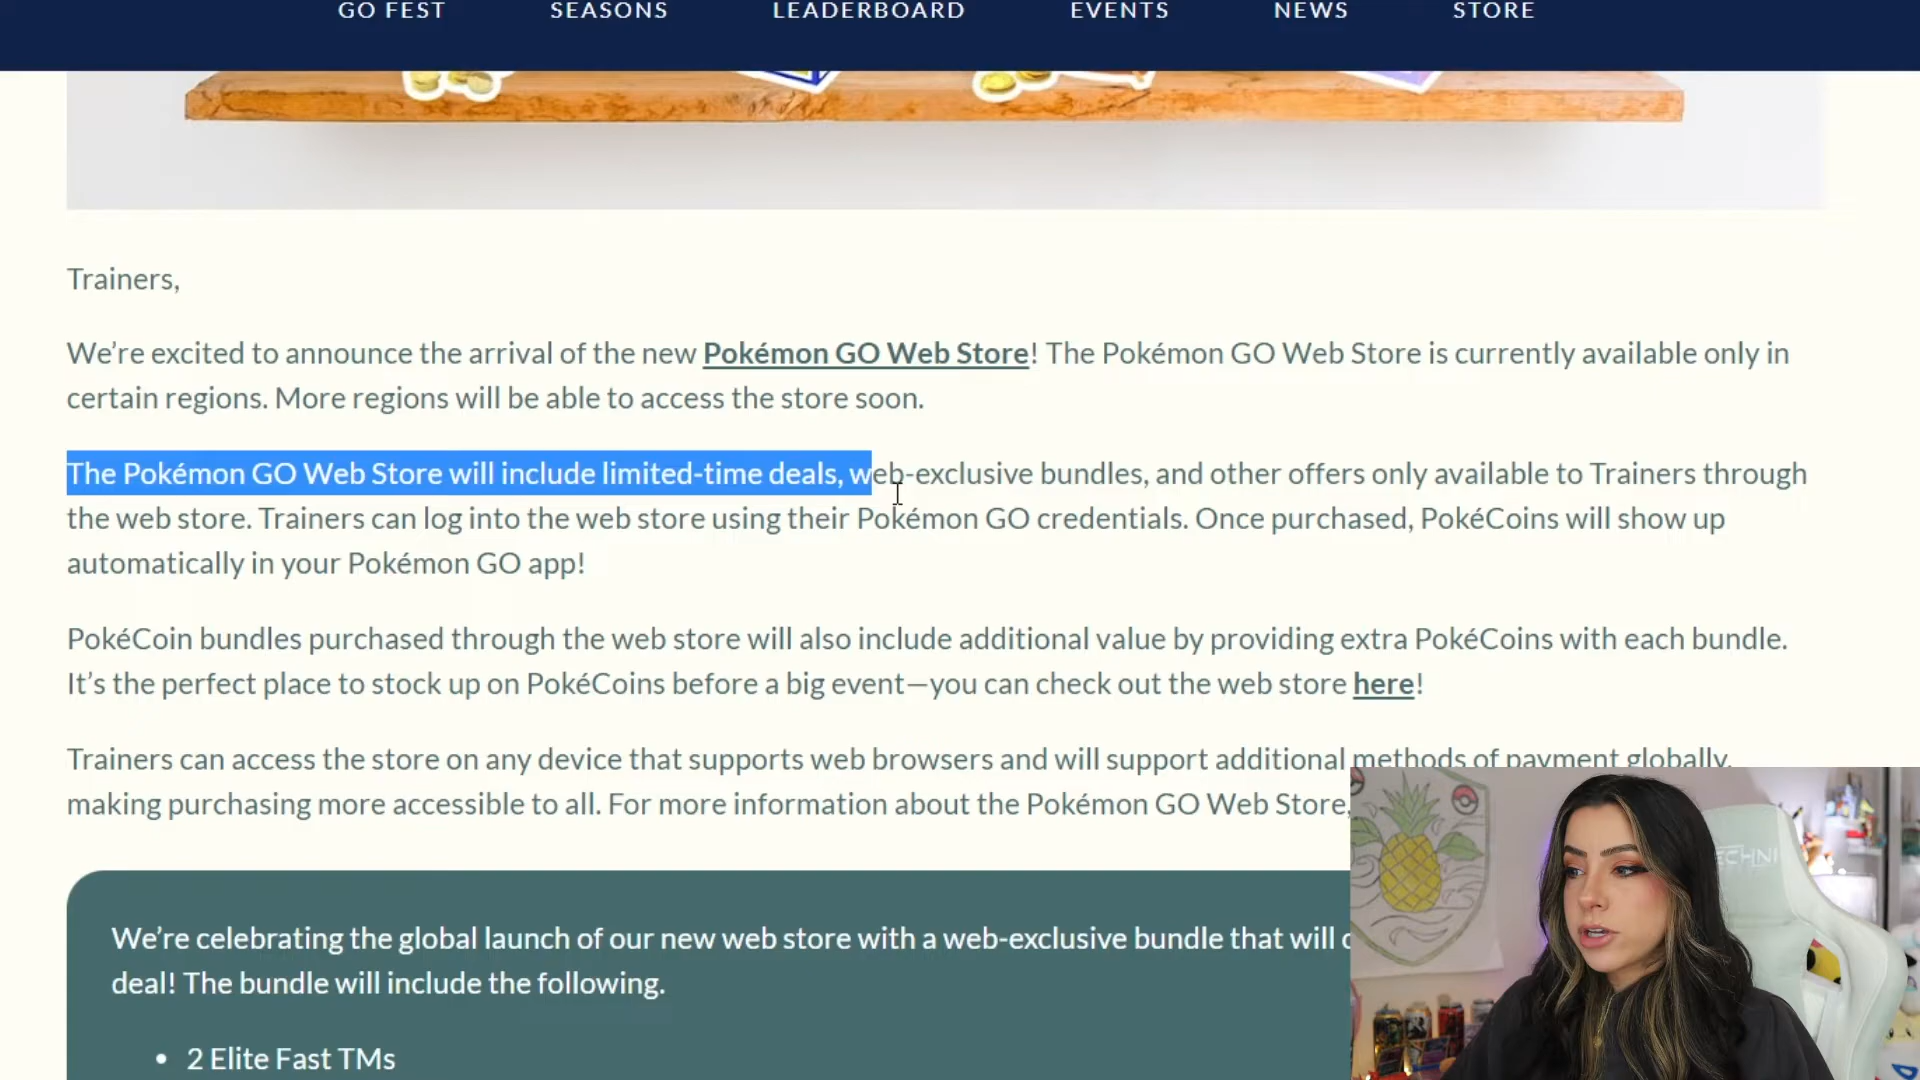 GO FEST SEASONS LEADERBOARD EVENTS NEWS STORE
Trainers,
We’re excited to announce the arrival of the new Pokémon GO Web Store! The Pokémon GO Web Store is currently available only in
certain regions. More regions will be able to access the store soon.
The Pokémon GO Web Store will include limited-time deals, web-exclusive bundles, and other offers only available to Trainers through
the web store. Trainers can log into the web store using their Pokémon GO credentials. Once purchased, PokéCoins will show up
automatically in your Pokémon GO app!
PokéCoin bundles purchased through the web store will also include additional value by providing extra PokéCoins with each bundle.
It’s the perfect place to stock up on PokéCoins before a big event—you can check out the web store here!
Trainers can access the store on any device that supports web browsers and will support additional methods of payment globally,
making purchasing more accessible to all. For more information about the Pokémon GO Web Store,
We’re celebrating the global launch of our new web store with a web-exclusive bundle that will
deal! The bundle will include the following.
• 2 Elite Fast TMs